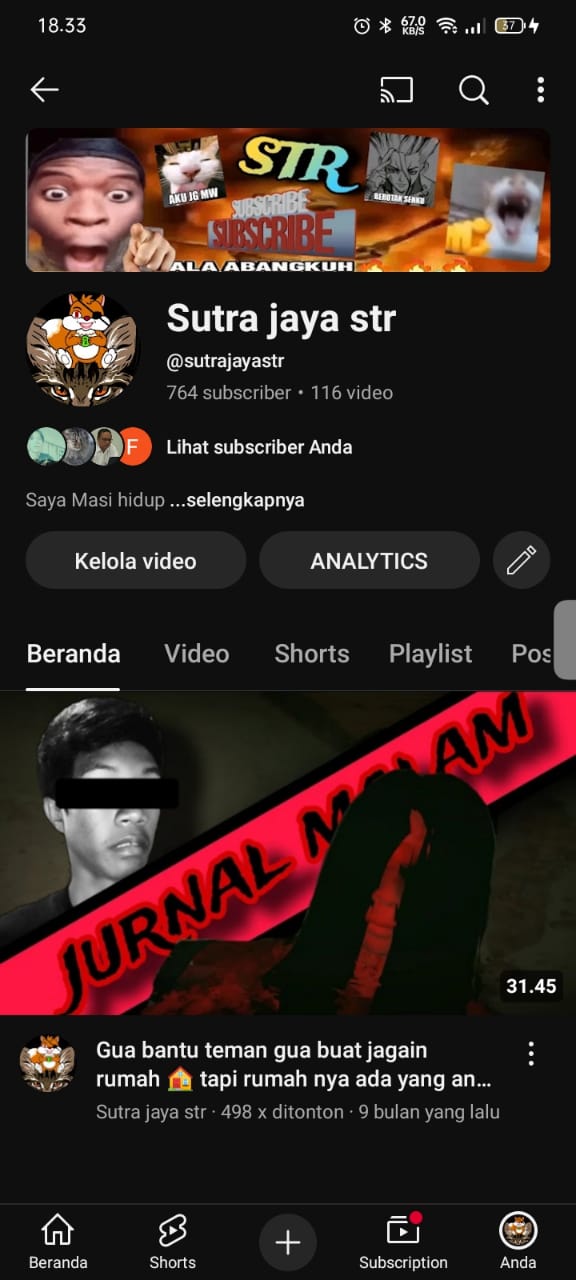 18.33
67.0
KB/S
37
STR
AKU JG MW
BEROTAK SENKU
SUBSCRIBE
SUBSCRIBE
ALA ABANGKUH
Sutra jaya str
@sutrajayastr
764 subscriber • 116 video
F
Lihat subscriber Anda
Saya Masi hidup ...selengkapnya
Kelola video
ANALYTICS
Beranda
Video
Shorts
Playlist
Pos
JURNAL MALAM
31.45
Gua bantu teman gua buat jagain
rumah 🏠 tapi rumah nya ada yang an...
Sutra jaya str · 498 x ditonton · 9 bulan yang lalu
Beranda
Shorts
Subscription
Anda